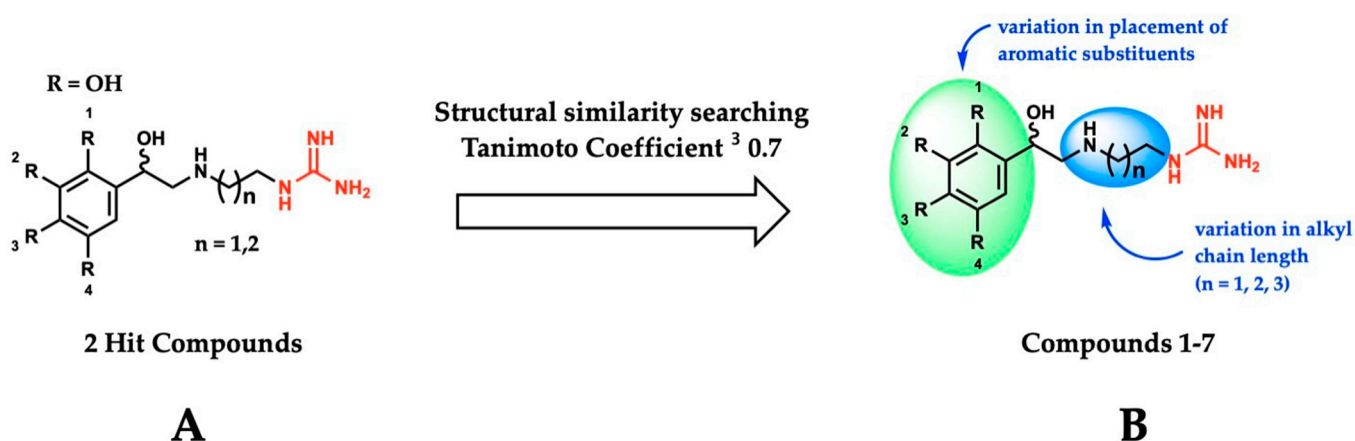 R = OH
1
R
OH
2
R
H
N
NH
3
R
n
N
H
NH2
R
4
n = 1,2
2 Hit Compounds
A
Structural similarity searching
Tanimoto Coefficient ³ 0.7
variation in placement of
aromatic substituents
1
R
OH
2
R
H
N
NH
3
R
n
N
H
NH2
R
4
variation in alkyl
chain length
(n = 1, 2, 3)
Compounds 1-7
B